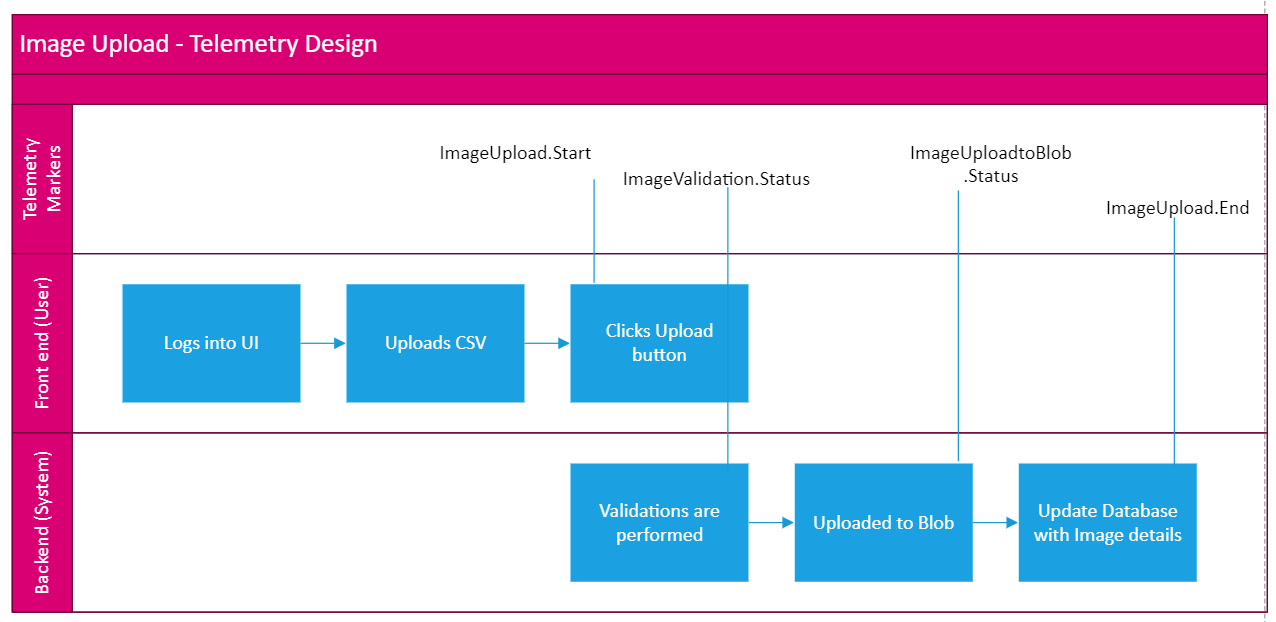 Image Upload - Telemetry Design
Telemetry
Markers
ImageUpload.Start
ImageValidation.Status
ImageUploadtoBlob
.Status
ImageUpload.End
Front end (User)
Logs into UI
Uploads CSV
Clicks Upload
button
Backend (System)
Validations are
performed
Uploaded to Blob
Update Database
with Image details